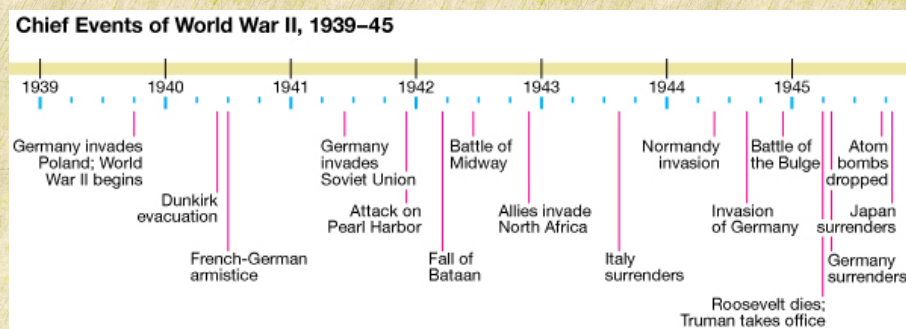 Chief Events of World War II, 1939–45
1939
1940
1941
1942
1943
1944
1945
Germany invades
Poland; World
War II begins
Dunkirk
evacuation
French-German
armistice
Germany
invades
Soviet Union
Attack on
Pearl Harbor
Fall of
Bataan
Battle of
Midway
Allies invade
North Africa
Italy
surrenders
Normandy
invasion
Invasion
of Germany
Battle of
the Bulge
Roosevelt dies;
Truman takes office
Germany
surrenders
Atom
bombs
dropped
Japan
surrenders